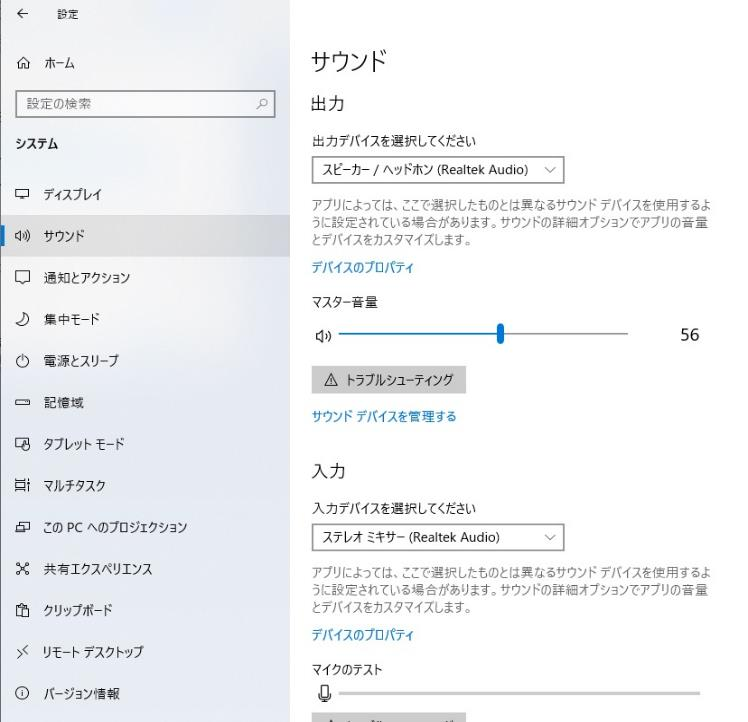 設定
ホーム
設定の検索
システム
ディスプレイ
サウンド
通知とアクション
集中モード
電源とスリープ
記憶域
タブレット モード
マルチタスク
この PC へのプロジェクション
共有エクスペリエンス
クリップボード
リモート デスクトップ
バージョン情報
サウンド
出力
出力デバイスを選択してください
スピーカー / ヘッドホン (Realtek Audio)
アプリによっては、ここで選択したものとは異なるサウンド デバイスを使用するよ
うに設定されている場合があります。サウンドの詳細オプションでアプリの音量
とデバイスをカスタマイズします。
デバイスのプロパティ
マスター音量
56
トラブルシューティング
サウンド デバイスを管理する
入力
入力デバイスを選択してください
ステレオ ミキサー (Realtek Audio)
アプリによっては、ここで選択したものとは異なるサウンド デバイスを使用するよ
うに設定されている場合があります。サウンドの詳細オプションでアプリの音量
とデバイスをカスタマイズします。
デバイスのプロパティ
マイクのテスト